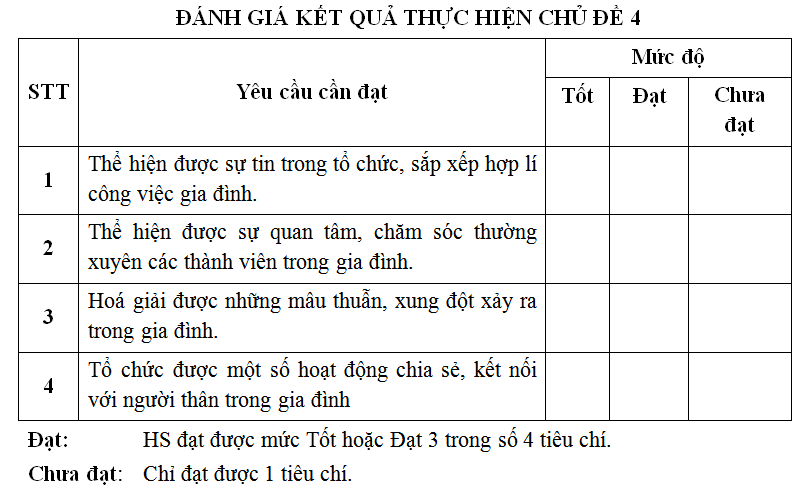 ĐÁNH GIÁ KẾT QUẢ THỰC HIỆN CHỦ ĐỀ 4
STT
Yêu cầu cần đạt
Mức độ
Tốt
Đạt
Chưa
đạt
1
Thể hiện được sự tin trong tổ chức, sắp xếp hợp lí
công việc gia đình.
2
Thể hiện được sự quan tâm, chăm sóc thường
xuyên các thành viên trong gia đình.
3
Hoá giải được những mâu thuẫn, xung đột xảy ra
trong gia đình.
4
Tổ chức được một số hoạt động chia sẻ, kết nối
với người thân trong gia đình
Đạt: HS đạt được mức Tốt hoặc Đạt 3 trong số 4 tiêu chí.
Chưa đạt: Chỉ đạt được 1 tiêu chí.